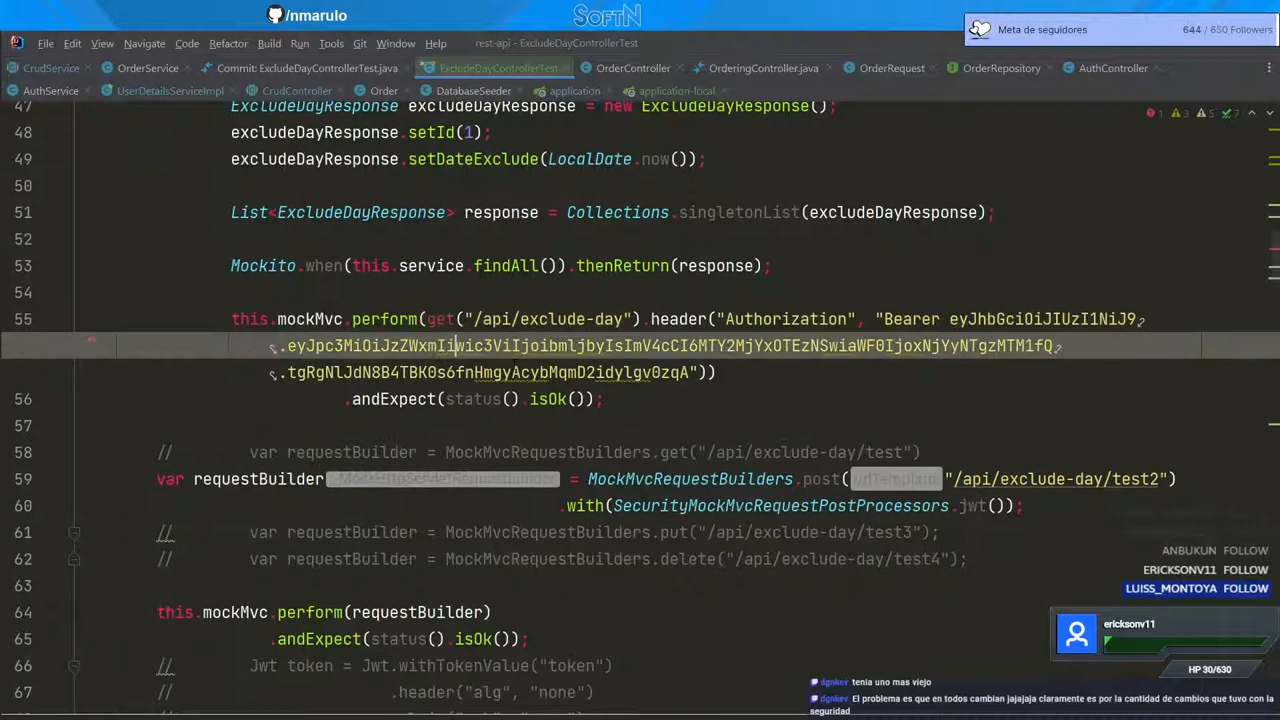 /nmarulo
SoftN
Meta de seguidores
644 / 650 Followers
File Edit View Navigate Code Refactor Build Run Tools Git Window Help
rest-api - ExcludeDayControllerTest
CrudService OrderService Commit: ExcludeDayControllerTest.java ExcludeDayControllerTest OrderController OrderingController.java OrderRequest OrderRepository AuthController
AuthService UserDetailsServiceImpl CrudController Order DatabaseSeeder application application-local
1 3 5 7
47 ExcludeDayResponse excludeDayResponse = new ExcludeDayResponse();
48 excludeDayResponse.setId(1);
49 excludeDayResponse.setDateExclude(LocalDate.now());
50
51 List<ExcludeDayResponse> response = Collections.singletonList(excludeDayResponse);
52
53 Mockito.when(this.service.findAll()).thenReturn(response);
54
55 this.mockMvc.perform(get("/api/exclude-day").header("Authorization", "Bearer eyJhbGciOiJIUzI1NiJ9
.eyJpc3MiOiJzZWxmIiwic3ViIjoibmljbyIsImV4cCI6MTY2MjYxOTEzNSwiaWF0IjoxNjYyNTgzMTM1fQ
.tgRgNlJdN8B4TBK0s6fnHmgyAcybMqmD2idylgv0zqA"))
56 .andExpect(status().isOk());
57
58 // var requestBuilder = MockMvcRequestBuilders.get("/api/exclude-day/test")
59 var requestBuilder = MockMvcRequestBuilders.post( "/api/exclude-day/test2")
60 .with(SecurityMockMvcRequestPostProcessors.jwt());
61 // var requestBuilder = MockMvcRequestBuilders.put("/api/exclude-day/test3");
62 // var requestBuilder = MockMvcRequestBuilders.delete("/api/exclude-day/test4");
63
64 this.mockMvc.perform(requestBuilder)
65 .andExpect(status().isOk());
66 // Jwt token = Jwt.withTokenValue("token")
67 // .header("alg", "none")
ANBUKUN FOLLOW
ERICKSONV11 FOLLOW
LUISS_MONTOYA FOLLOW
ericksonv11
HP 30/630
dgnkev tenia uno mas viejo
dgnkev El problema es que en todos cambian jajajaja claramente es por la cantidad de cambios que tuvo con la
seguridad